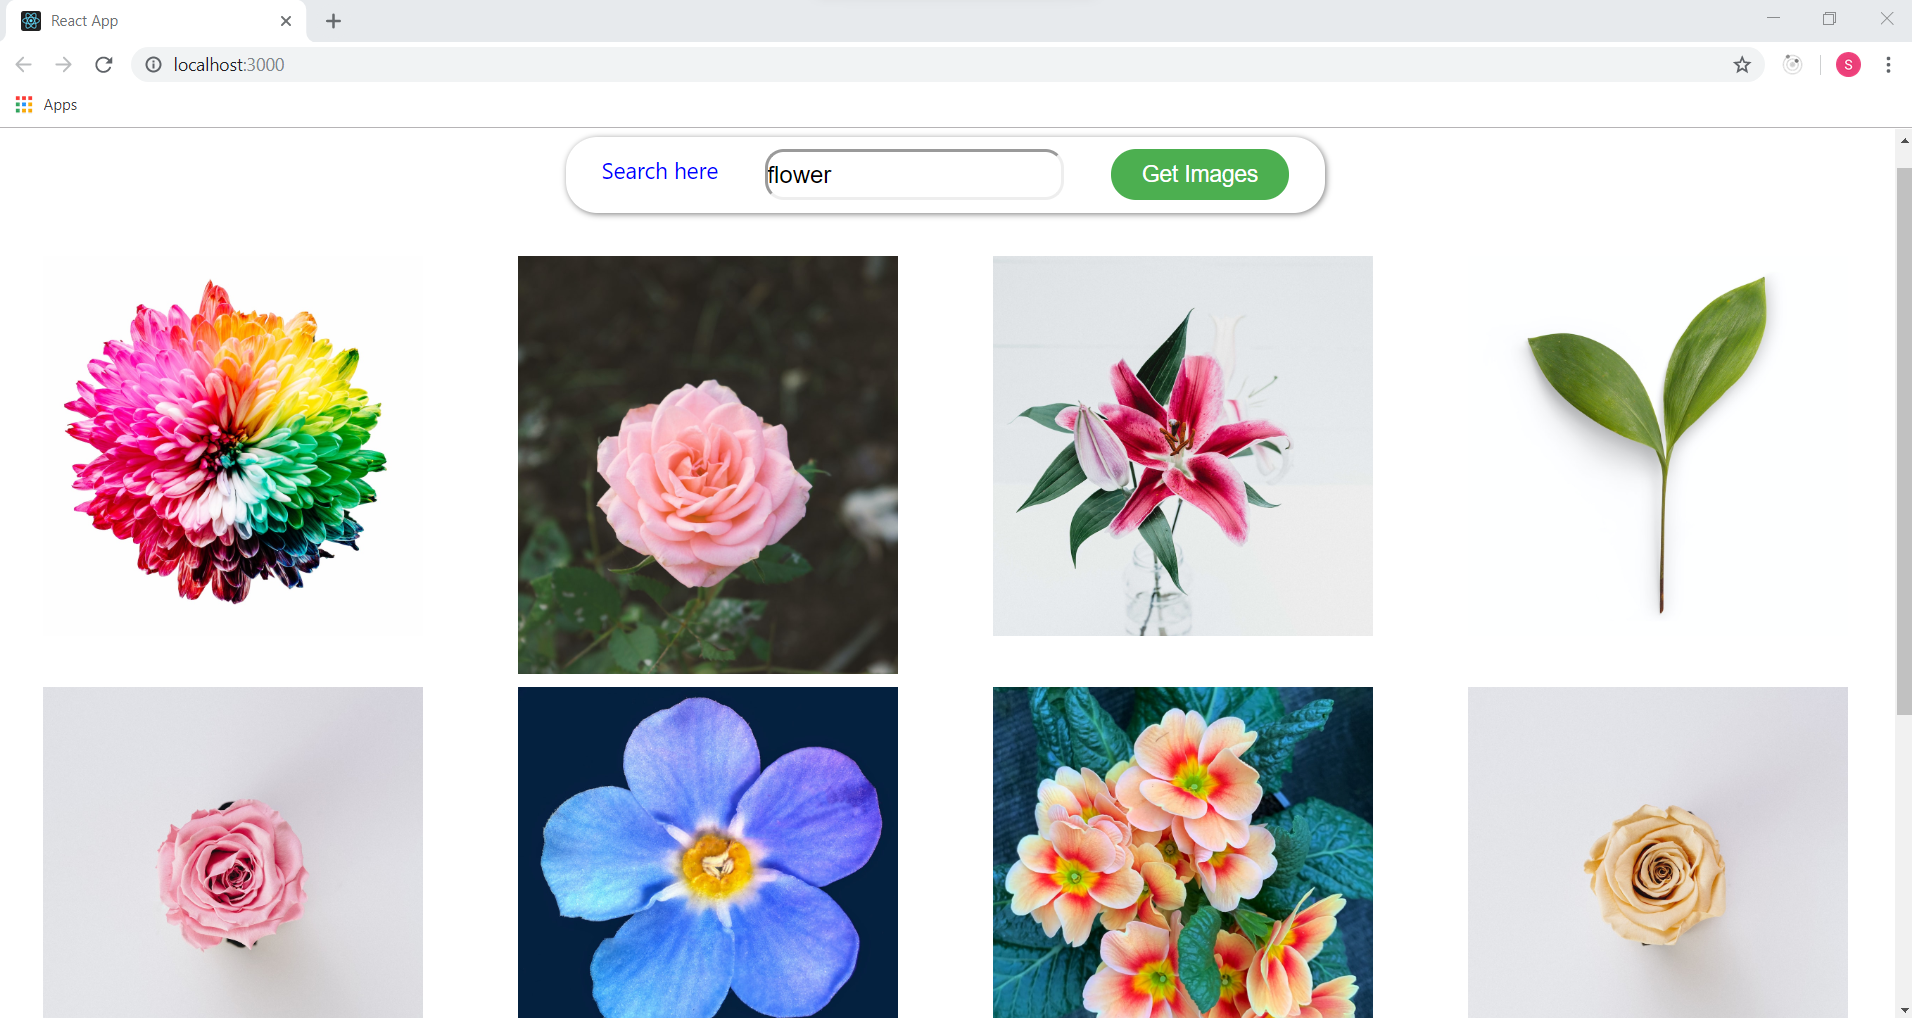 React App
localhost:3000
S
Apps
Search here
flower
Get Images